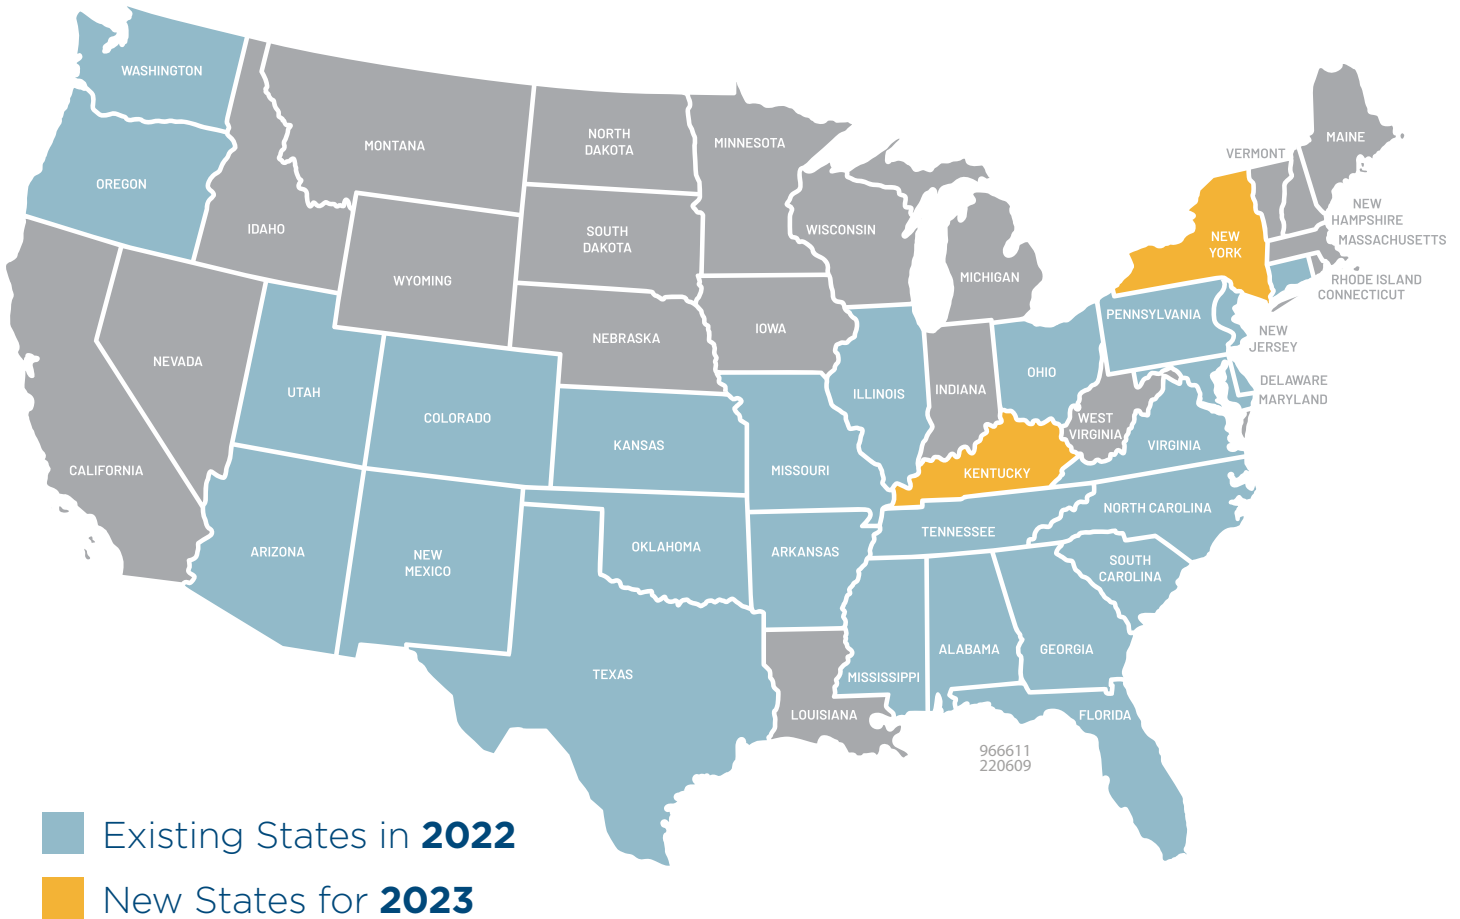 WASHINGTON
OREGON
MONTANA
IDAHO
WYOMING
NORTH
DAKOTA
SOUTH
DAKOTA
MINNESOTA
WISCONSIN
MICHIGAN
NEBRASKA
IOWA
NEVADA
UTAH
COLORADO
CALIFORNIA
KANSAS
MISSOURI
ILLINOIS
INDIANA
OHIO
KENTUCKY
WEST
VIRGINIA
VIRGINIA
PENNSYLVANIA
NEW
YORK
VERMONT
MAINE
NEW
HAMPSHIRE
MASSACHUSETTS
RHODE ISLAND
CONNECTICUT
NEW
JERSEY
DELAWARE
MARYLAND
ARIZONA
NEW
MEXICO
OKLAHOMA
ARKANSAS
TENNESSEE
NORTH CAROLINA
SOUTH
CAROLINA
TEXAS
LOUISIANA
MISSISSIPPI
ALABAMA
GEORGIA
FLORIDA
966611
220609
Existing States in 2022
New States for 2023